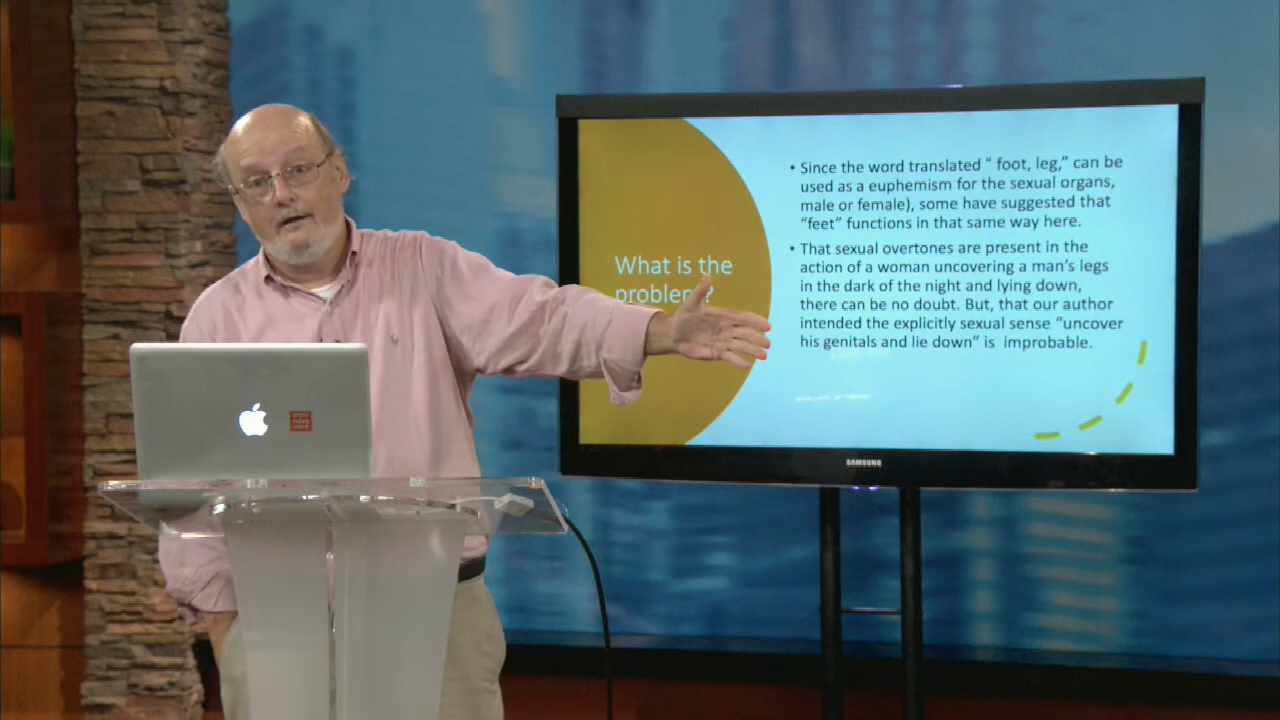 What is the
problem?
• Since the word translated “ foot, leg,” can be
used as a euphemism for the sexual organs,
male or female), some have suggested that
“feet” functions in that same way here.
• That sexual overtones are present in the
action of a woman uncovering a man’s legs
in the dark of the night and lying down,
there can be no doubt. But, that our author
intended the explicitly sexual sense “uncover
his genitals and lie down” is improbable.
SAMSUNG